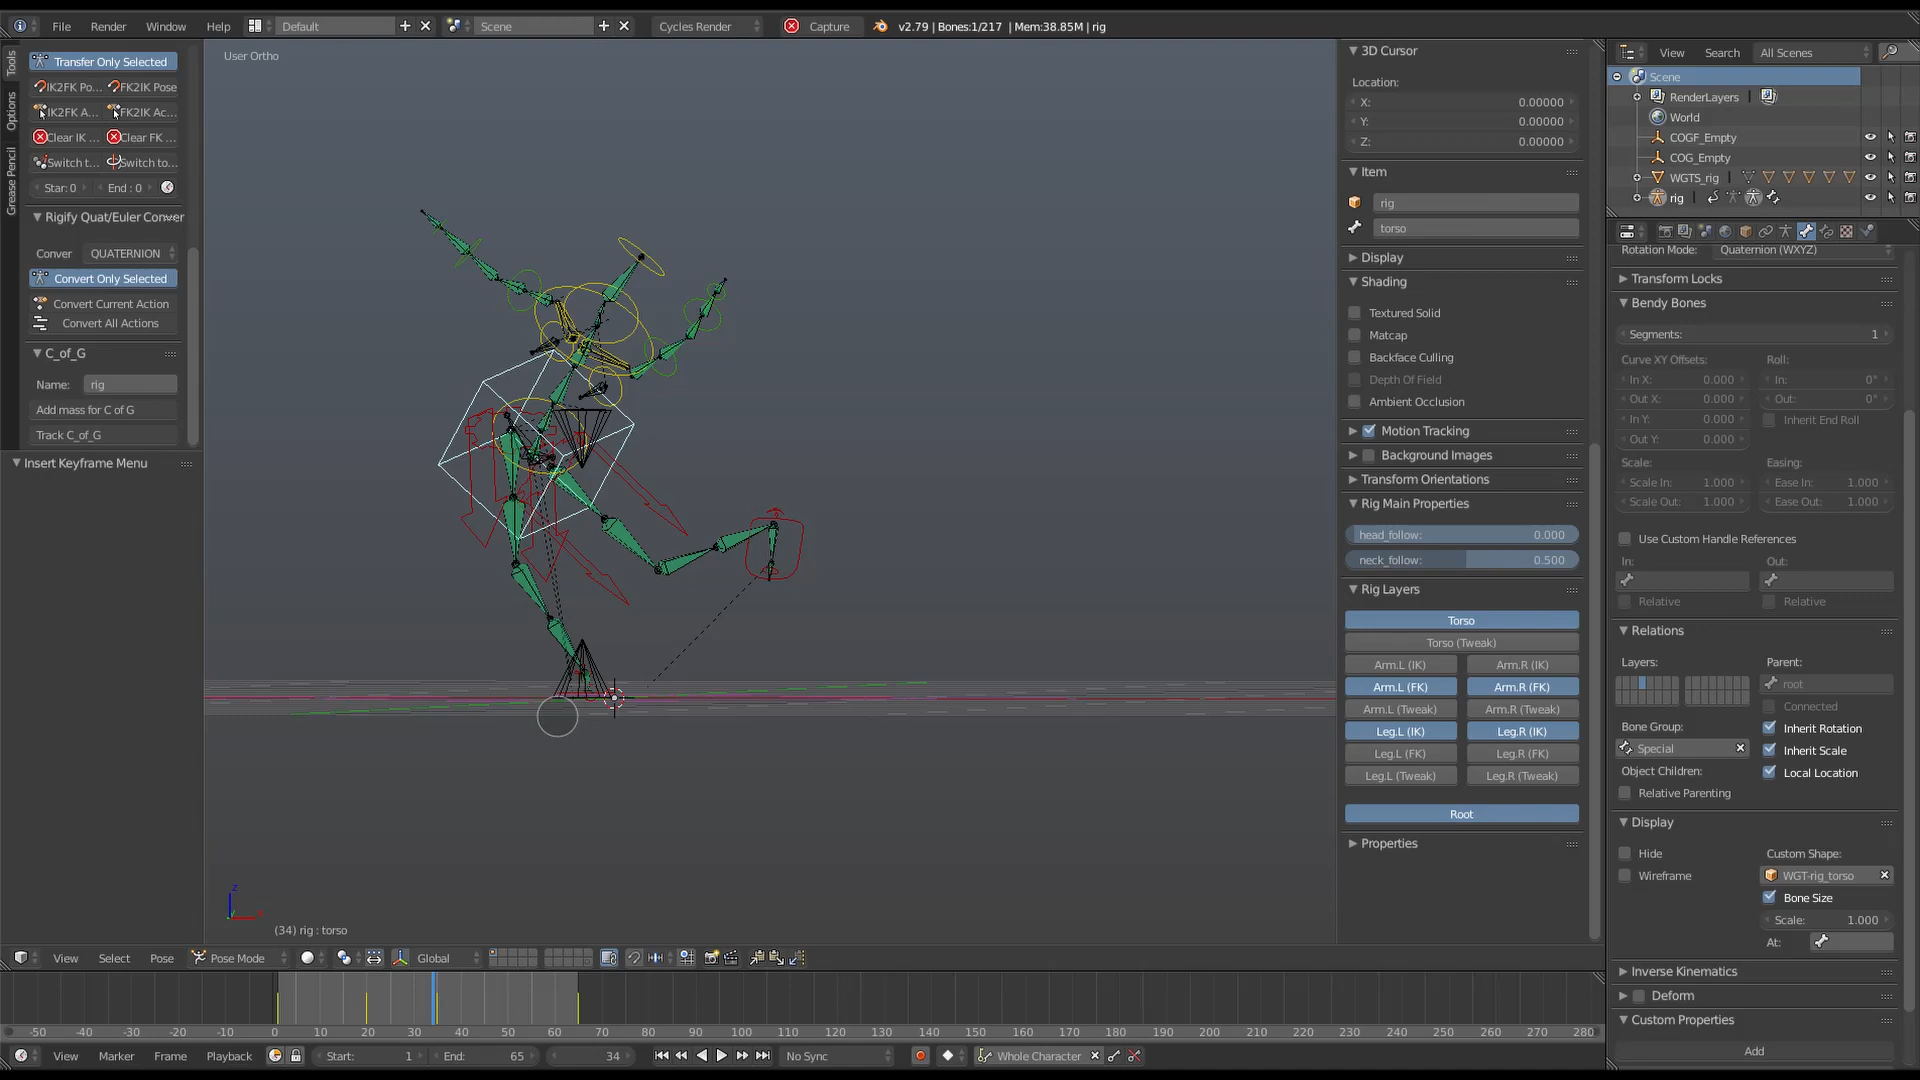 File Render Window Help Default Scene Cycles Render Capture v2.79 | Bones:1/217 | Mem:38.85M | rig
Tools
Options
Grease Pencil
Transfer Only Selected
IK2FK Po... FK2IK Pose
IK2FK A... FK2IK Ac...
Clear IK ... Clear FK ...
Switch t... Switch to...
Star: 0 End : 0
Rigify Quat/Euler Conver
Conver QUATERNION
Convert Only Selected
Convert Current Action
Convert All Actions
C_of_G
Name: rig
Add mass for C of G
Track C_of_G
Insert Keyframe Menu
User Ortho
z
(34) rig : torso
3D Cursor
Location:
X: 0.00000
Y: 0.00000
Z: 0.00000
Item
rig
torso
Display
Shading
Textured Solid
Matcap
Backface Culling
Depth Of Field
Ambient Occlusion
Motion Tracking
Background Images
Transform Orientations
Rig Main Properties
head_follow: 0.000
neck_follow: 0.500
Rig Layers
Torso
Torso (Tweak)
Arm.L (IK) Arm.R (IK)
Arm.L (FK) Arm.R (FK)
Arm.L (Tweak) Arm.R (Tweak)
Leg.L (IK) Leg.R (IK)
Leg.L (FK) Leg.R (FK)
Leg.L (Tweak) Leg.R (Tweak)
Root
Properties
View Search All Scenes
Scene
RenderLayers
World
COGF_Empty
COG_Empty
WGTS_rig
rig
Rotation Mode: Quaternion (WXYZ)
Transform Locks
Bendy Bones
Segments: 1
Curve XY Offsets: Roll:
In X: 0.000 In: 0°
Out X: 0.000 Out: 0°
In Y: 0.000 Inherit End Roll
Out Y: 0.000
Scale: Easing:
Scale In: 1.000 Ease In: 1.000
Scale Out: 1.000 Ease Out: 1.000
Use Custom Handle References
In: Out:
Relative Relative
Relations
Layers: Parent:
root
Connected
Bone Group: Inherit Rotation
Special Inherit Scale
Object Children: Local Location
Relative Parenting
Display
Hide Custom Shape:
Wireframe WGT-rig_torso
Bone Size
Scale: 1.000
At:
Inverse Kinematics
Deform
Custom Properties
Add
View Select Pose Pose Mode Global
-50 -40 -30 -20 -10 0 10 20 30 40 50 60 70 80 90 100 110 120 130 140 150 160 170 180 190 200 210 220 230 240 250 260 270 280
View Marker Frame Playback Start: 1 End: 65 34 No Sync Whole Character